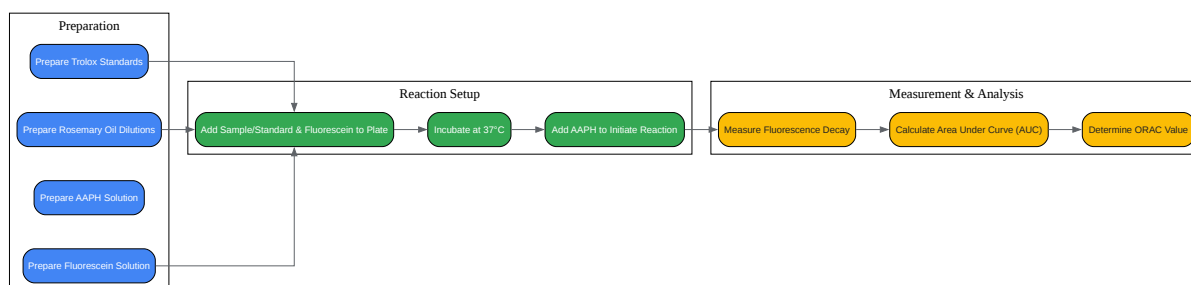 Preparation
Prepare Trolox Standards
Prepare Rosemary Oil Dilutions
Prepare AAPH Solution
Prepare Fluorescein Solution
Reaction Setup
Add Sample/Standard & Fluorescein to Plate
Incubate at 37°C
Add AAPH to Initiate Reaction
Measurement & Analysis
Measure Fluorescence Decay
Calculate Area Under Curve (AUC)
Determine ORAC Value